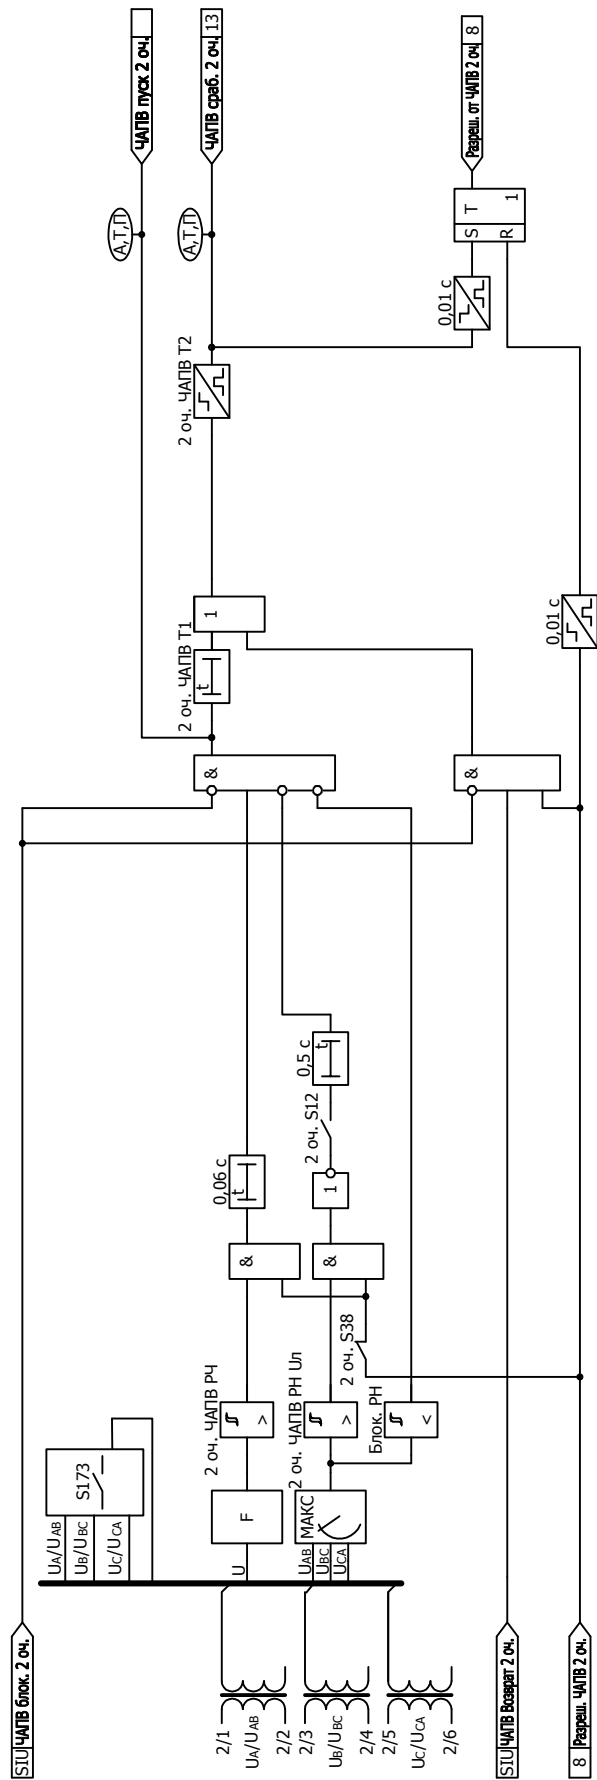 SIU ЧАПВ блок. 2 оч.
S173
UA/UAB
UB/UBC
UC/UCA
2/1
UA/UAB
2/2
2/3
UB/UBC
2/4
2/5
UC/UCA
2/6
U
F
2 оч. ЧАПВ РЧ
>
&
0,06 с
t
UAB
UBC
UCA
МАКС
2 оч. ЧАПВ РН Uл
>
Блок. РН
<
2 оч. S38
&
1
2 оч. S12
0,5 с
t
&
2 оч. ЧАПВ T1
t
1
2 оч. ЧАПВ T2
А,Т,П
ЧАПВ пуск 2 оч.
А,Т,П
ЧАПВ сраб. 2 оч. 13
SIU ЧАПВ Возврат 2 оч.
8 Разреш. ЧАПВ 2 оч.
&
0,01 с
0,01 с
S T
R 1
Разреш. от ЧАПВ 2 оч 8